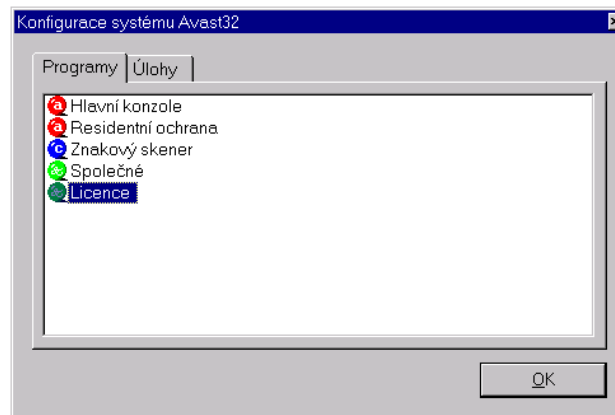 Konfigurace systému Avast32
Programy Úlohy
Hlavní konzole
Residentní ochrana
Znakový skener
Společné
Licence
OK